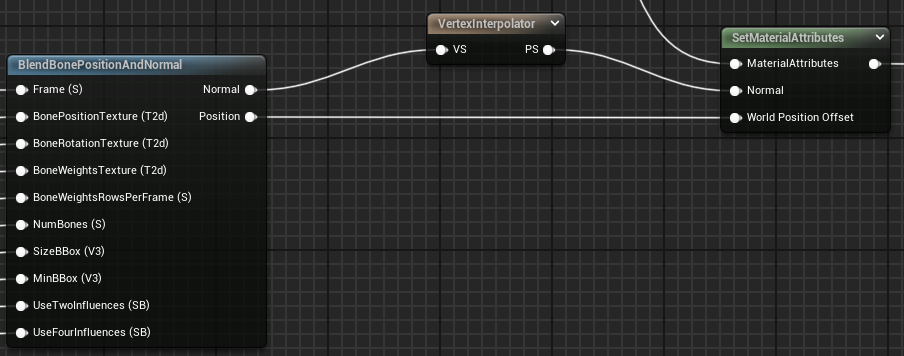 BlendBonePositionAndNormal
Frame (S)
Normal
BonePositionTexture (T2d)
Position
BoneRotationTexture (T2d)
BoneWeightsTexture (T2d)
BoneWeightsRowsPerFrame (S)
NumBones (S)
SizeBBox (V3)
MinBBox (V3)
UseTwoInfluences (SB)
UseFourInfluences (SB)
VertexInterpolator
VS
PS
SetMaterialAttributes
MaterialAttributes
Normal
World Position Offset